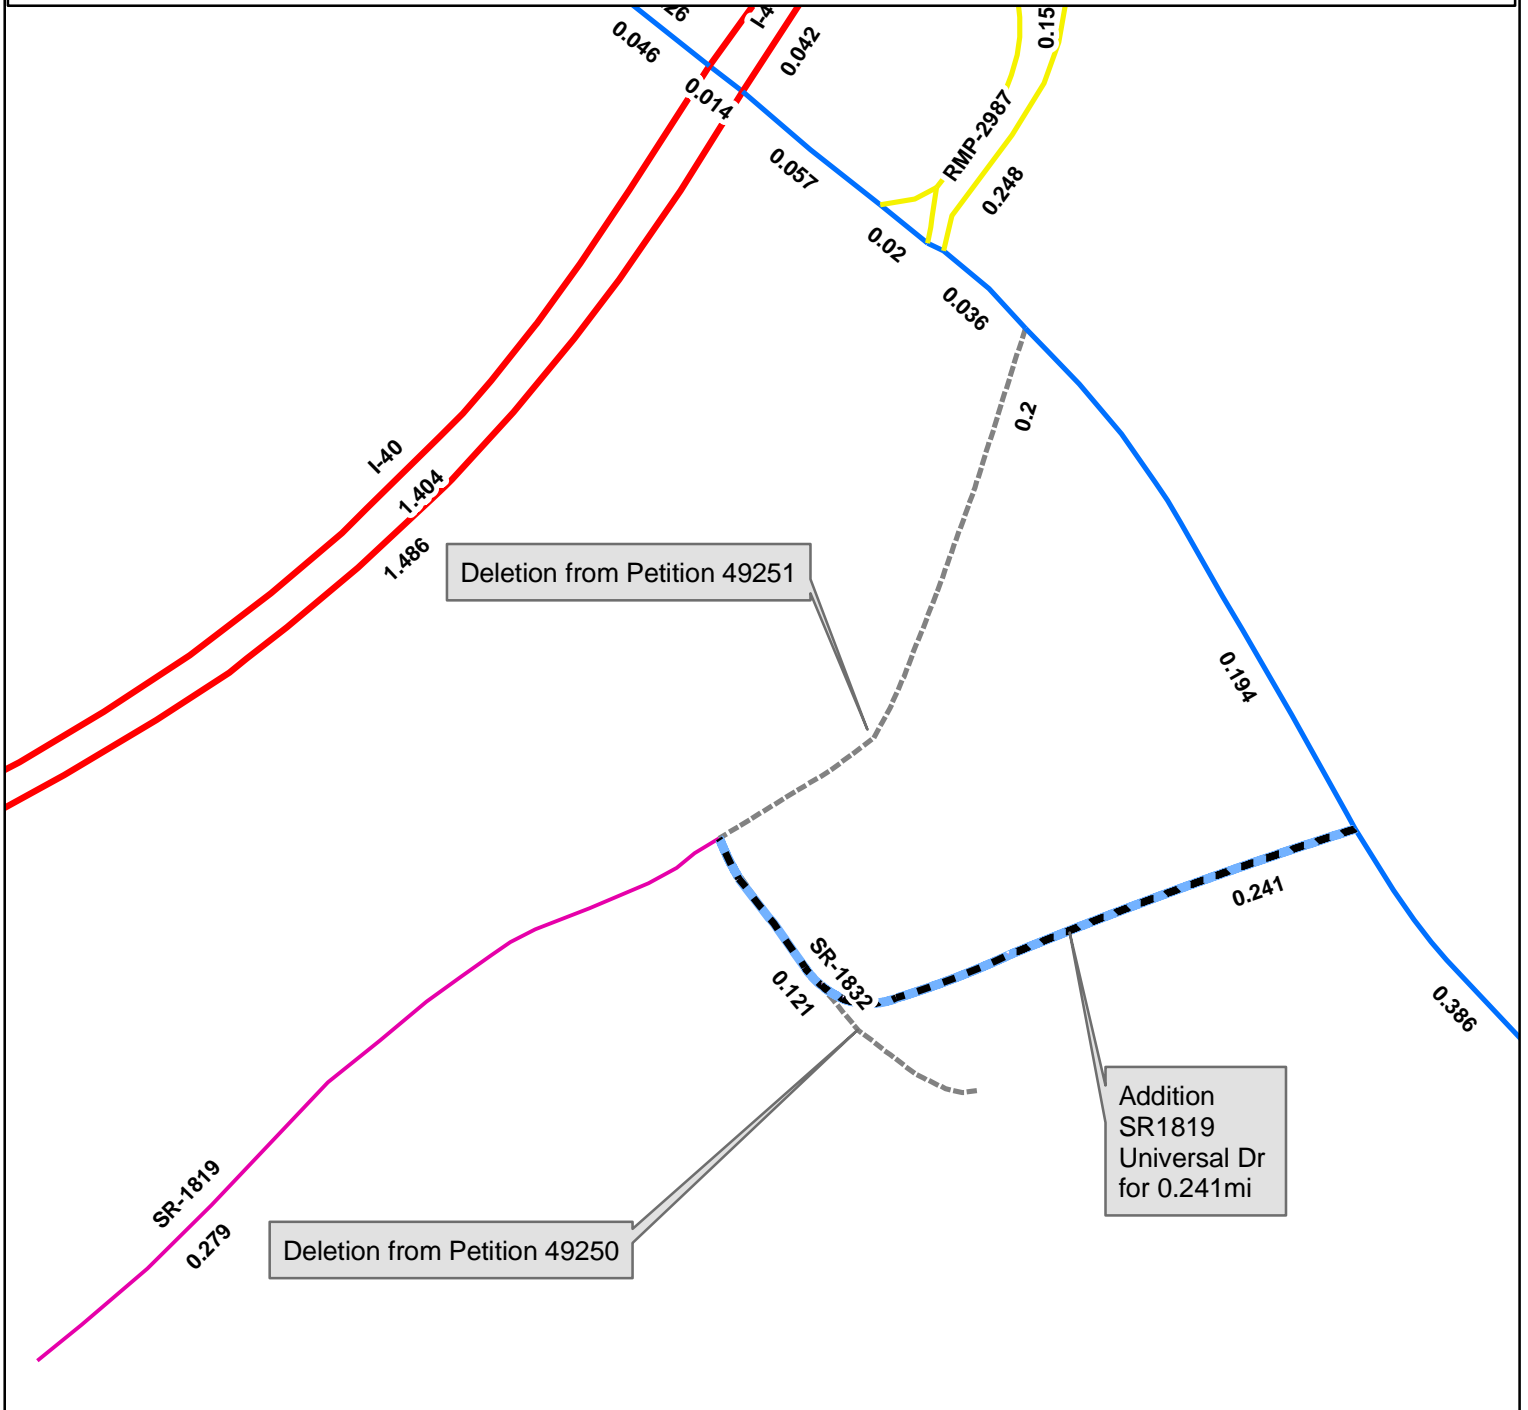 0.046
0.014
0.042
0.15
RMP-2987
0.057
0.248
0.02
0.036
0.2
I-40
1.404
1.486
Deletion from Petition 49251
0.194
0.241
SR-1832
0.121
0.386
Addition
SR1819
Universal Dr
for 0.241mi
SR-1819
0.279
Deletion from Petition 49250